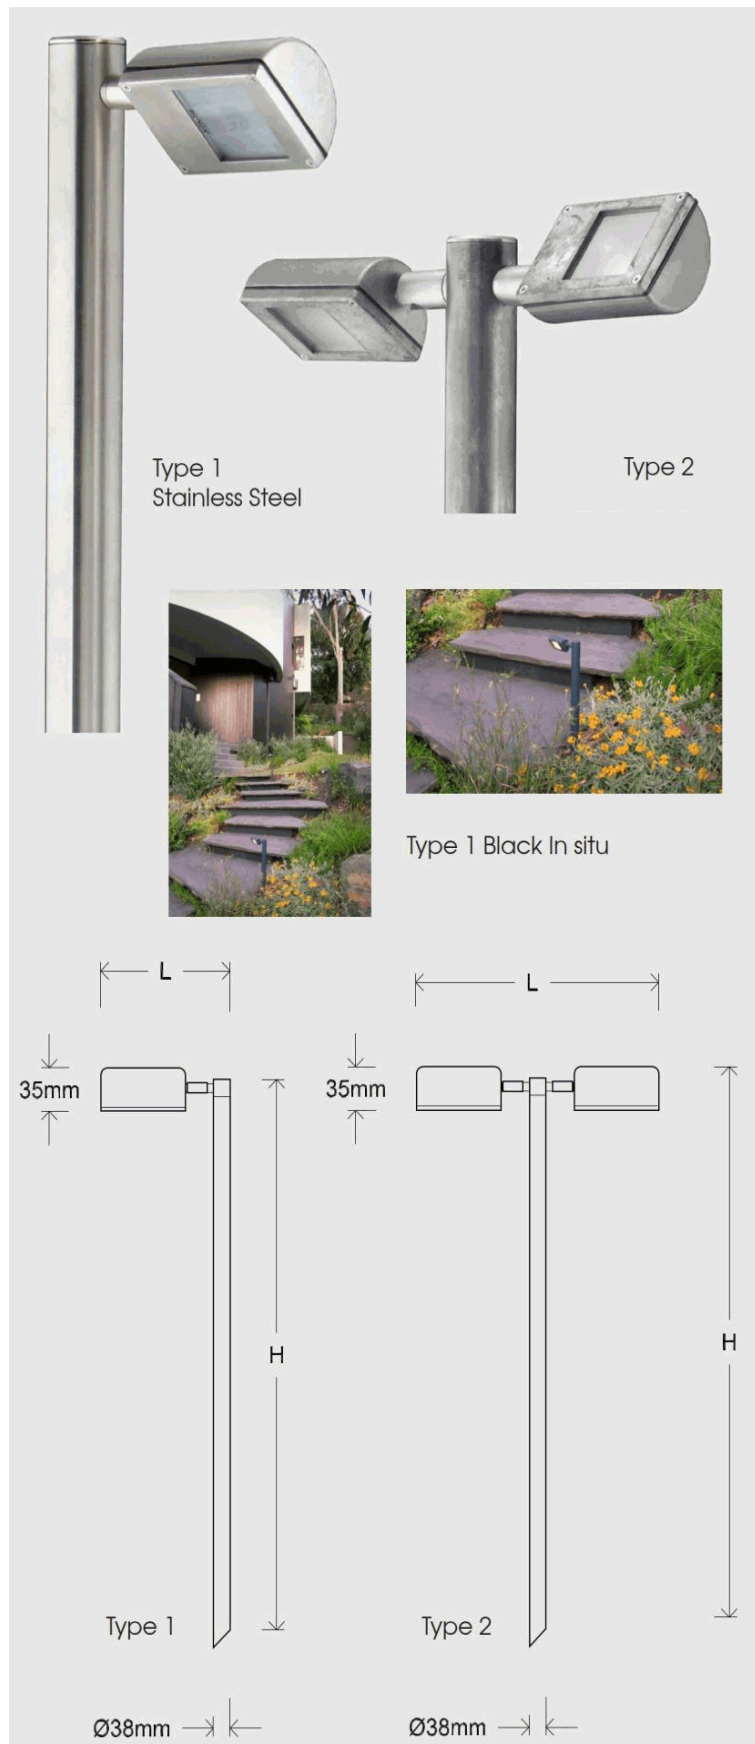 Type 1
Stainless Steel
Type 2
Type 1 Black In situ
L
L
35mm
35mm
H
H
Type 1
Type 2
Ø38mm
Ø38mm